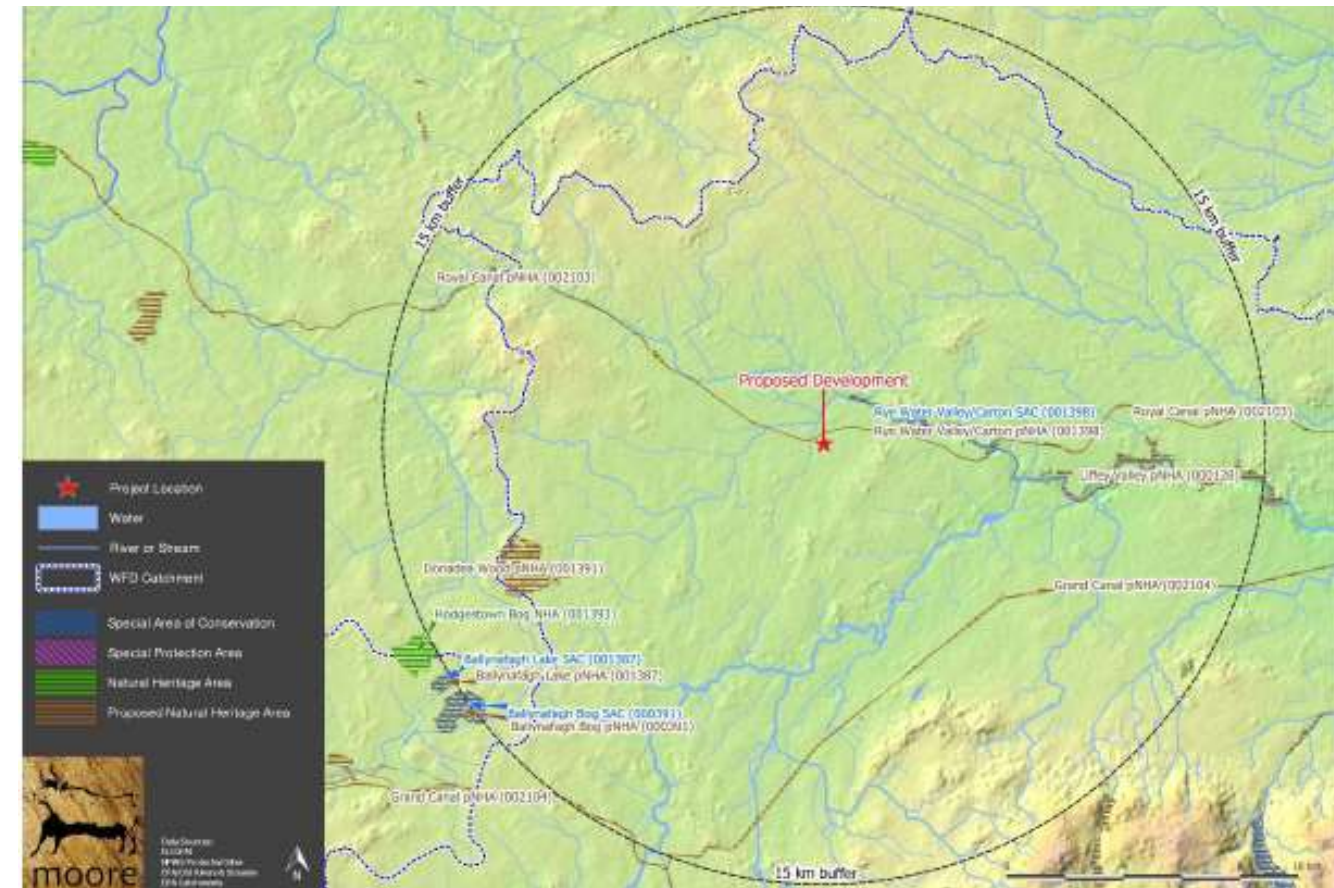 15 km buffer
15 km buffer
Royal Canal pNHA (002103)
Proposed Development
Rye Water Valley/Carton SAC (001398)
Royal Canal pNHA (002103)
Rye Water Valley/Carton pNHA (001398)
Liffey Valley pNHA (000128)
Donadea Wood pNHA (001391)
Grand Canal pNHA (002104)
Hodgestown Bog NHA (001393)
Ballynafagh Lake SAC (001387)
Ballynafagh Lake pNHA (001387)
Ballynafagh Bog SAC (000391)
Ballynafagh Bog pNHA (000391)
Grand Canal pNHA (002104)
15 km buffer
Project Location
Water
River or Stream
WFD Catchment
Special Area of Conservation
Special Protection Area
Natural Heritage Area
Proposed Natural Heritage Area
moore
Data Sources:
N
10 km